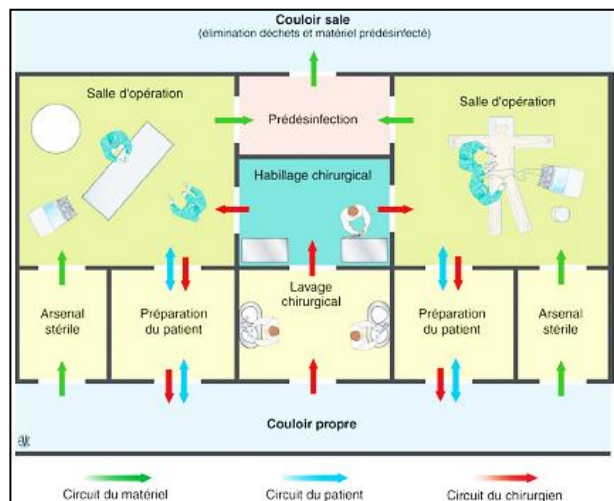 Couloir sale
(élimination déchets et matériel prédésinfecté)
Salle d'opération
Prédésinfection
Salle d'opération
Habillage chirurgical
Arsenal
stérile
Préparation
du patient
Lavage
chirurgical
Préparation
du patient
Arsenal
stérile
Couloir propre
EMC
Circuit du matériel
Circuit du patient
Circuit du chirurgien